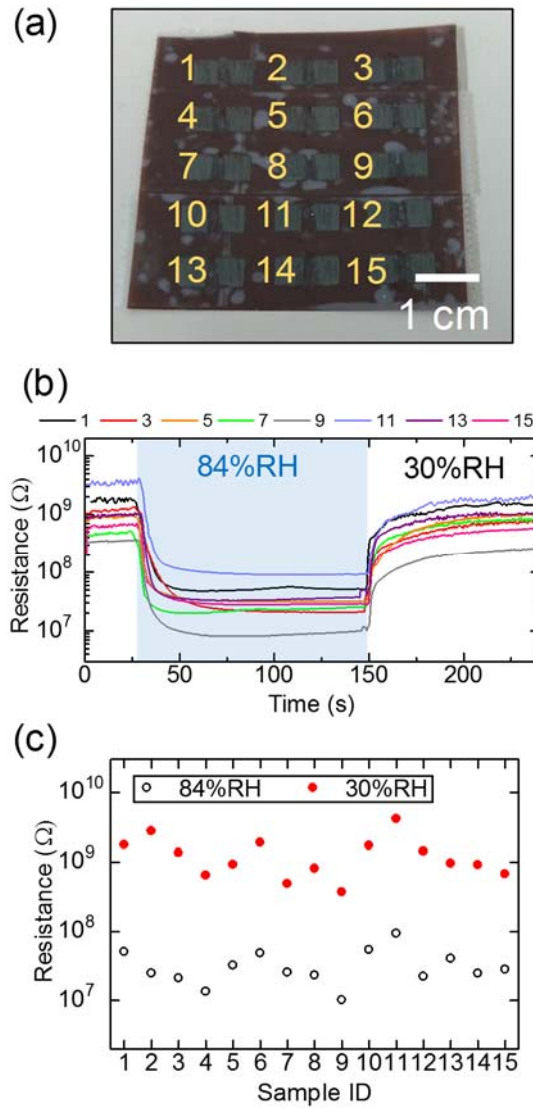 (a)
1 2 3
4 5 6
7 8 9
10 11 12
13 14 15
1 cm
(b)
1 3 5 7 9 11 13 15
84%RH 30%RH
10¹⁰
10⁹
10⁸
10⁷
Resistance (Ω)
0 50 100 150 200
Time (s)
(c)
84%RH 30%RH
10¹⁰
10⁹
10⁸
10⁷
Resistance (Ω)
1 2 3 4 5 6 7 8 9 10 11 12 13 14 15
Sample ID